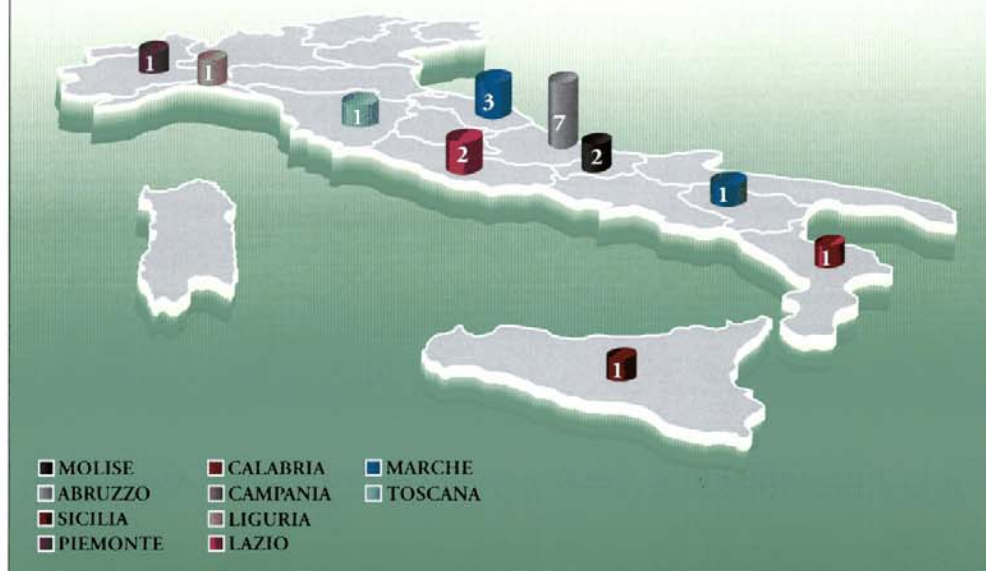 1
1
1
3
7
2
2
1
1
1
MOLISE
ABRUZZO
SICILIA
PIEMONTE
CALABRIA
CAMPANIA
LIGURIA
LAZIO
MARCHE
TOSCANA